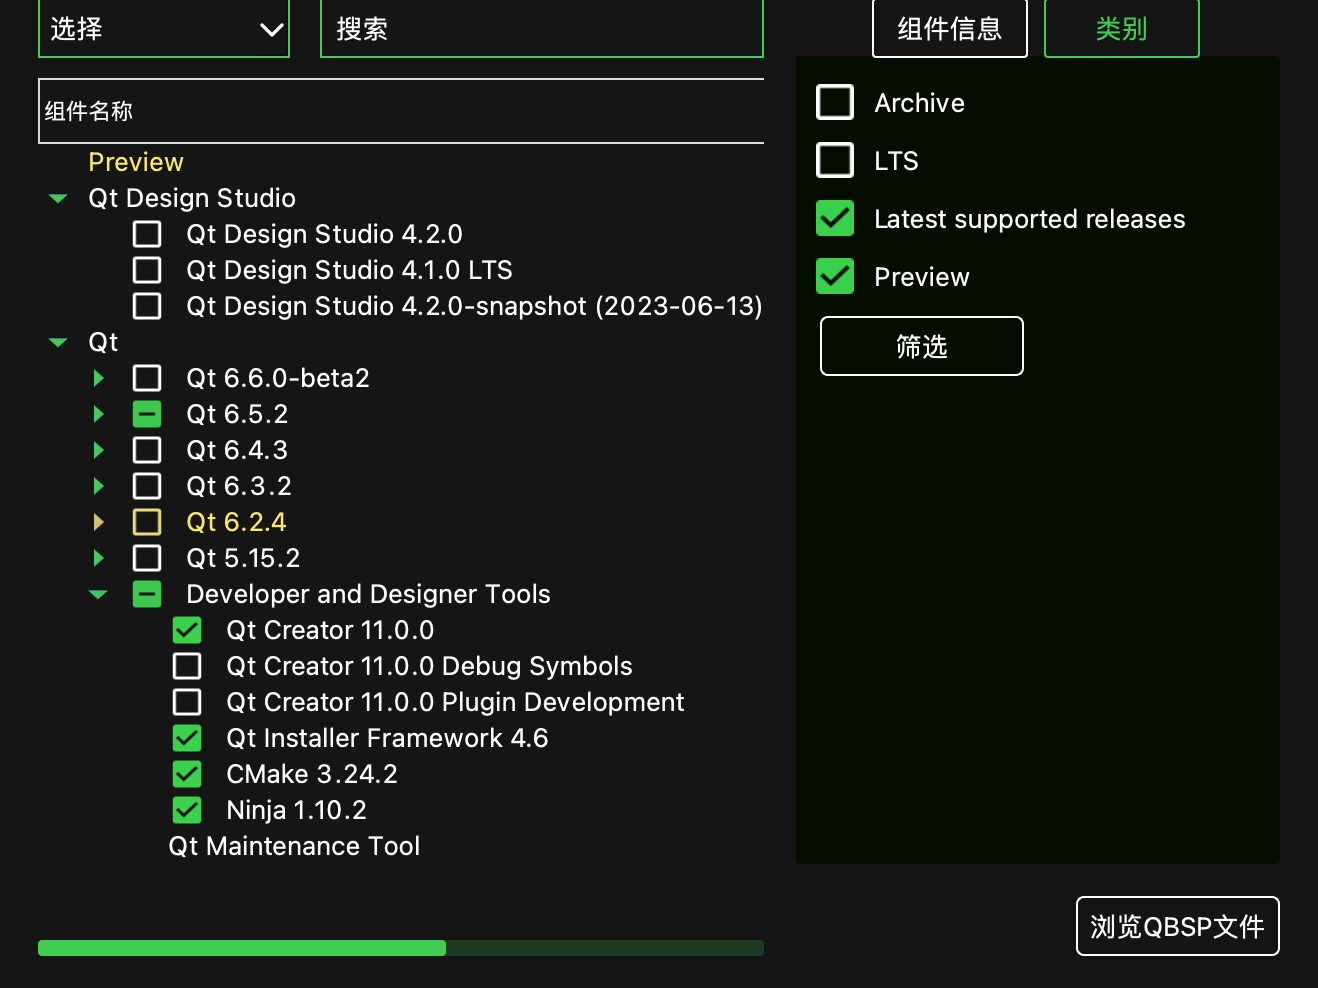 选择
搜索
组件信息
类别
组件名称
Preview
Qt Design Studio
Qt Design Studio 4.2.0
Qt Design Studio 4.1.0 LTS
Qt Design Studio 4.2.0-snapshot (2023-06-13)
Qt
Qt 6.6.0-beta2
Qt 6.5.2
Qt 6.4.3
Qt 6.3.2
Qt 6.2.4
Qt 5.15.2
Developer and Designer Tools
Qt Creator 11.0.0
Qt Creator 11.0.0 Debug Symbols
Qt Creator 11.0.0 Plugin Development
Qt Installer Framework 4.6
CMake 3.24.2
Ninja 1.10.2
Qt Maintenance Tool
Archive
LTS
Latest supported releases
Preview
筛选
浏览QBSP文件